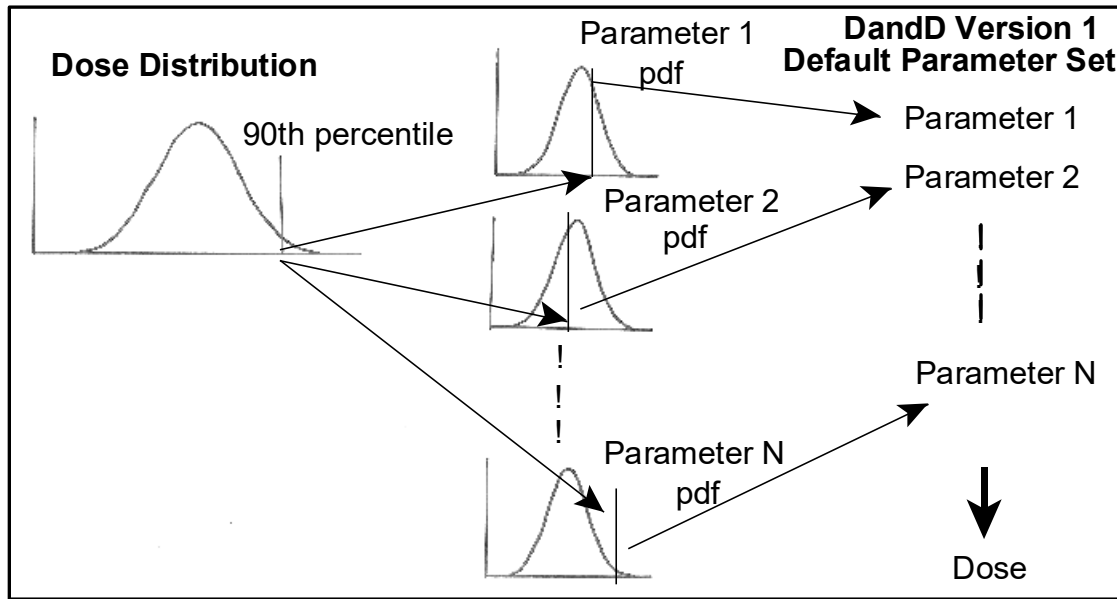 Dose Distribution
90th percentile
Parameter 1
pdf
Parameter 2
pdf
!
!
!
Parameter N
pdf
DandD Version 1
Default Parameter Set
Parameter 1
Parameter 2
Parameter N
Dose